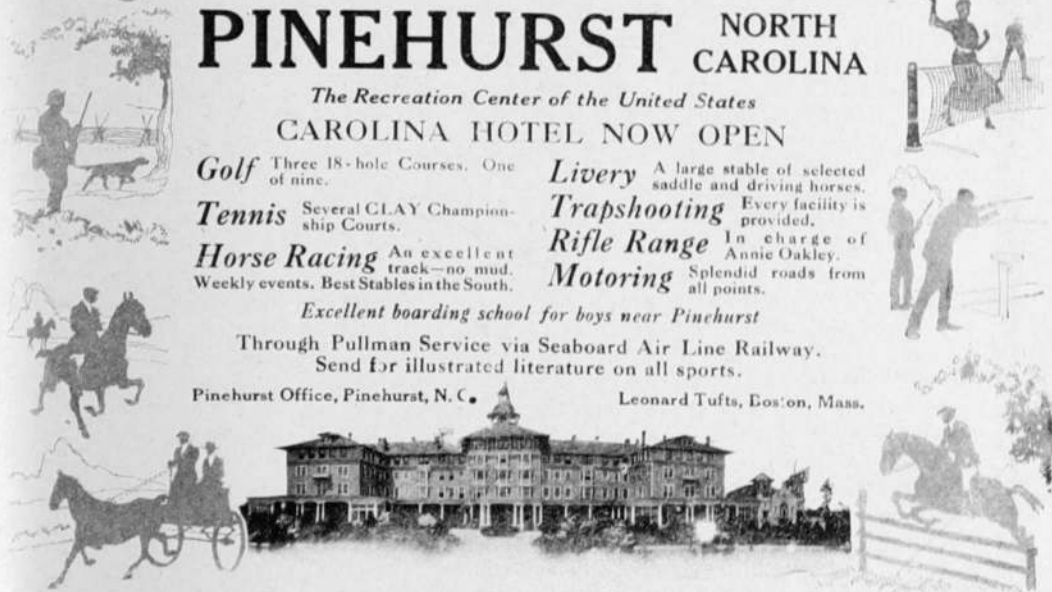 PINEHURST NORTH CAROLINA
The Recreation Center of the United States
CAROLINA HOTEL NOW OPEN
Golf Three 18-hole Courses. One
of nine.
Tennis Several CLAY Champion-
ship Courts.
Horse Racing An excellent
track—no mud.
Weekly events. Best Stables in the South.
Livery A large stable of selected
saddle and driving horses.
Trapshooting Every facility is
provided.
Rifle Range In charge of
Annie Oakley.
Motoring Splendid roads from
all points.
Excellent boarding school for boys near Pinehurst
Through Pullman Service via Seaboard Air Line Railway.
Send for illustrated literature on all sports.
Pinehurst Office, Pinehurst, N. C.
Leonard Tufts, Boston, Mass.